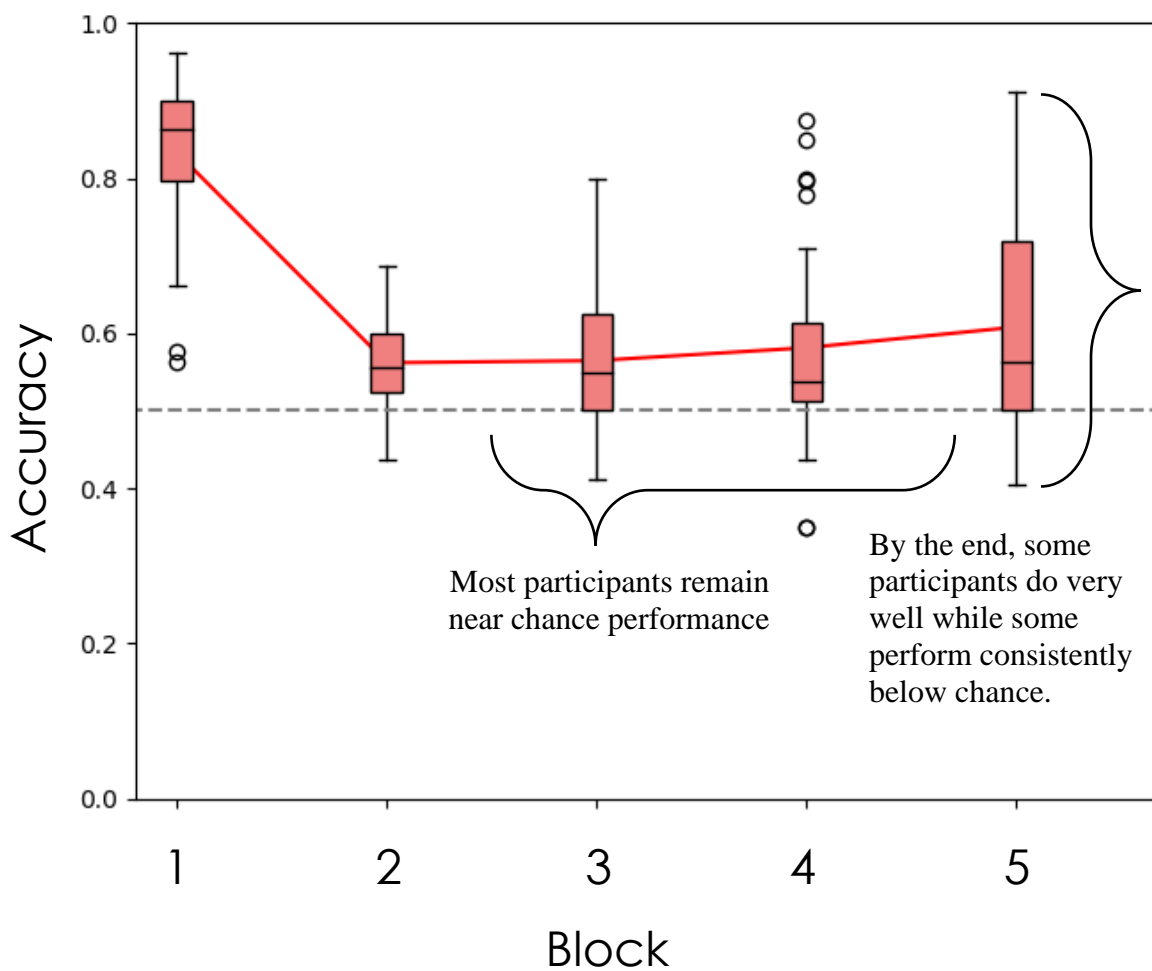 1.0
0.8
0.6
0.4
0.2
0.0
Accuracy
Most participants remain
near chance performance
By the end, some
participants do very
well while some
perform consistently
below chance.
1 2 3 4 5
Block